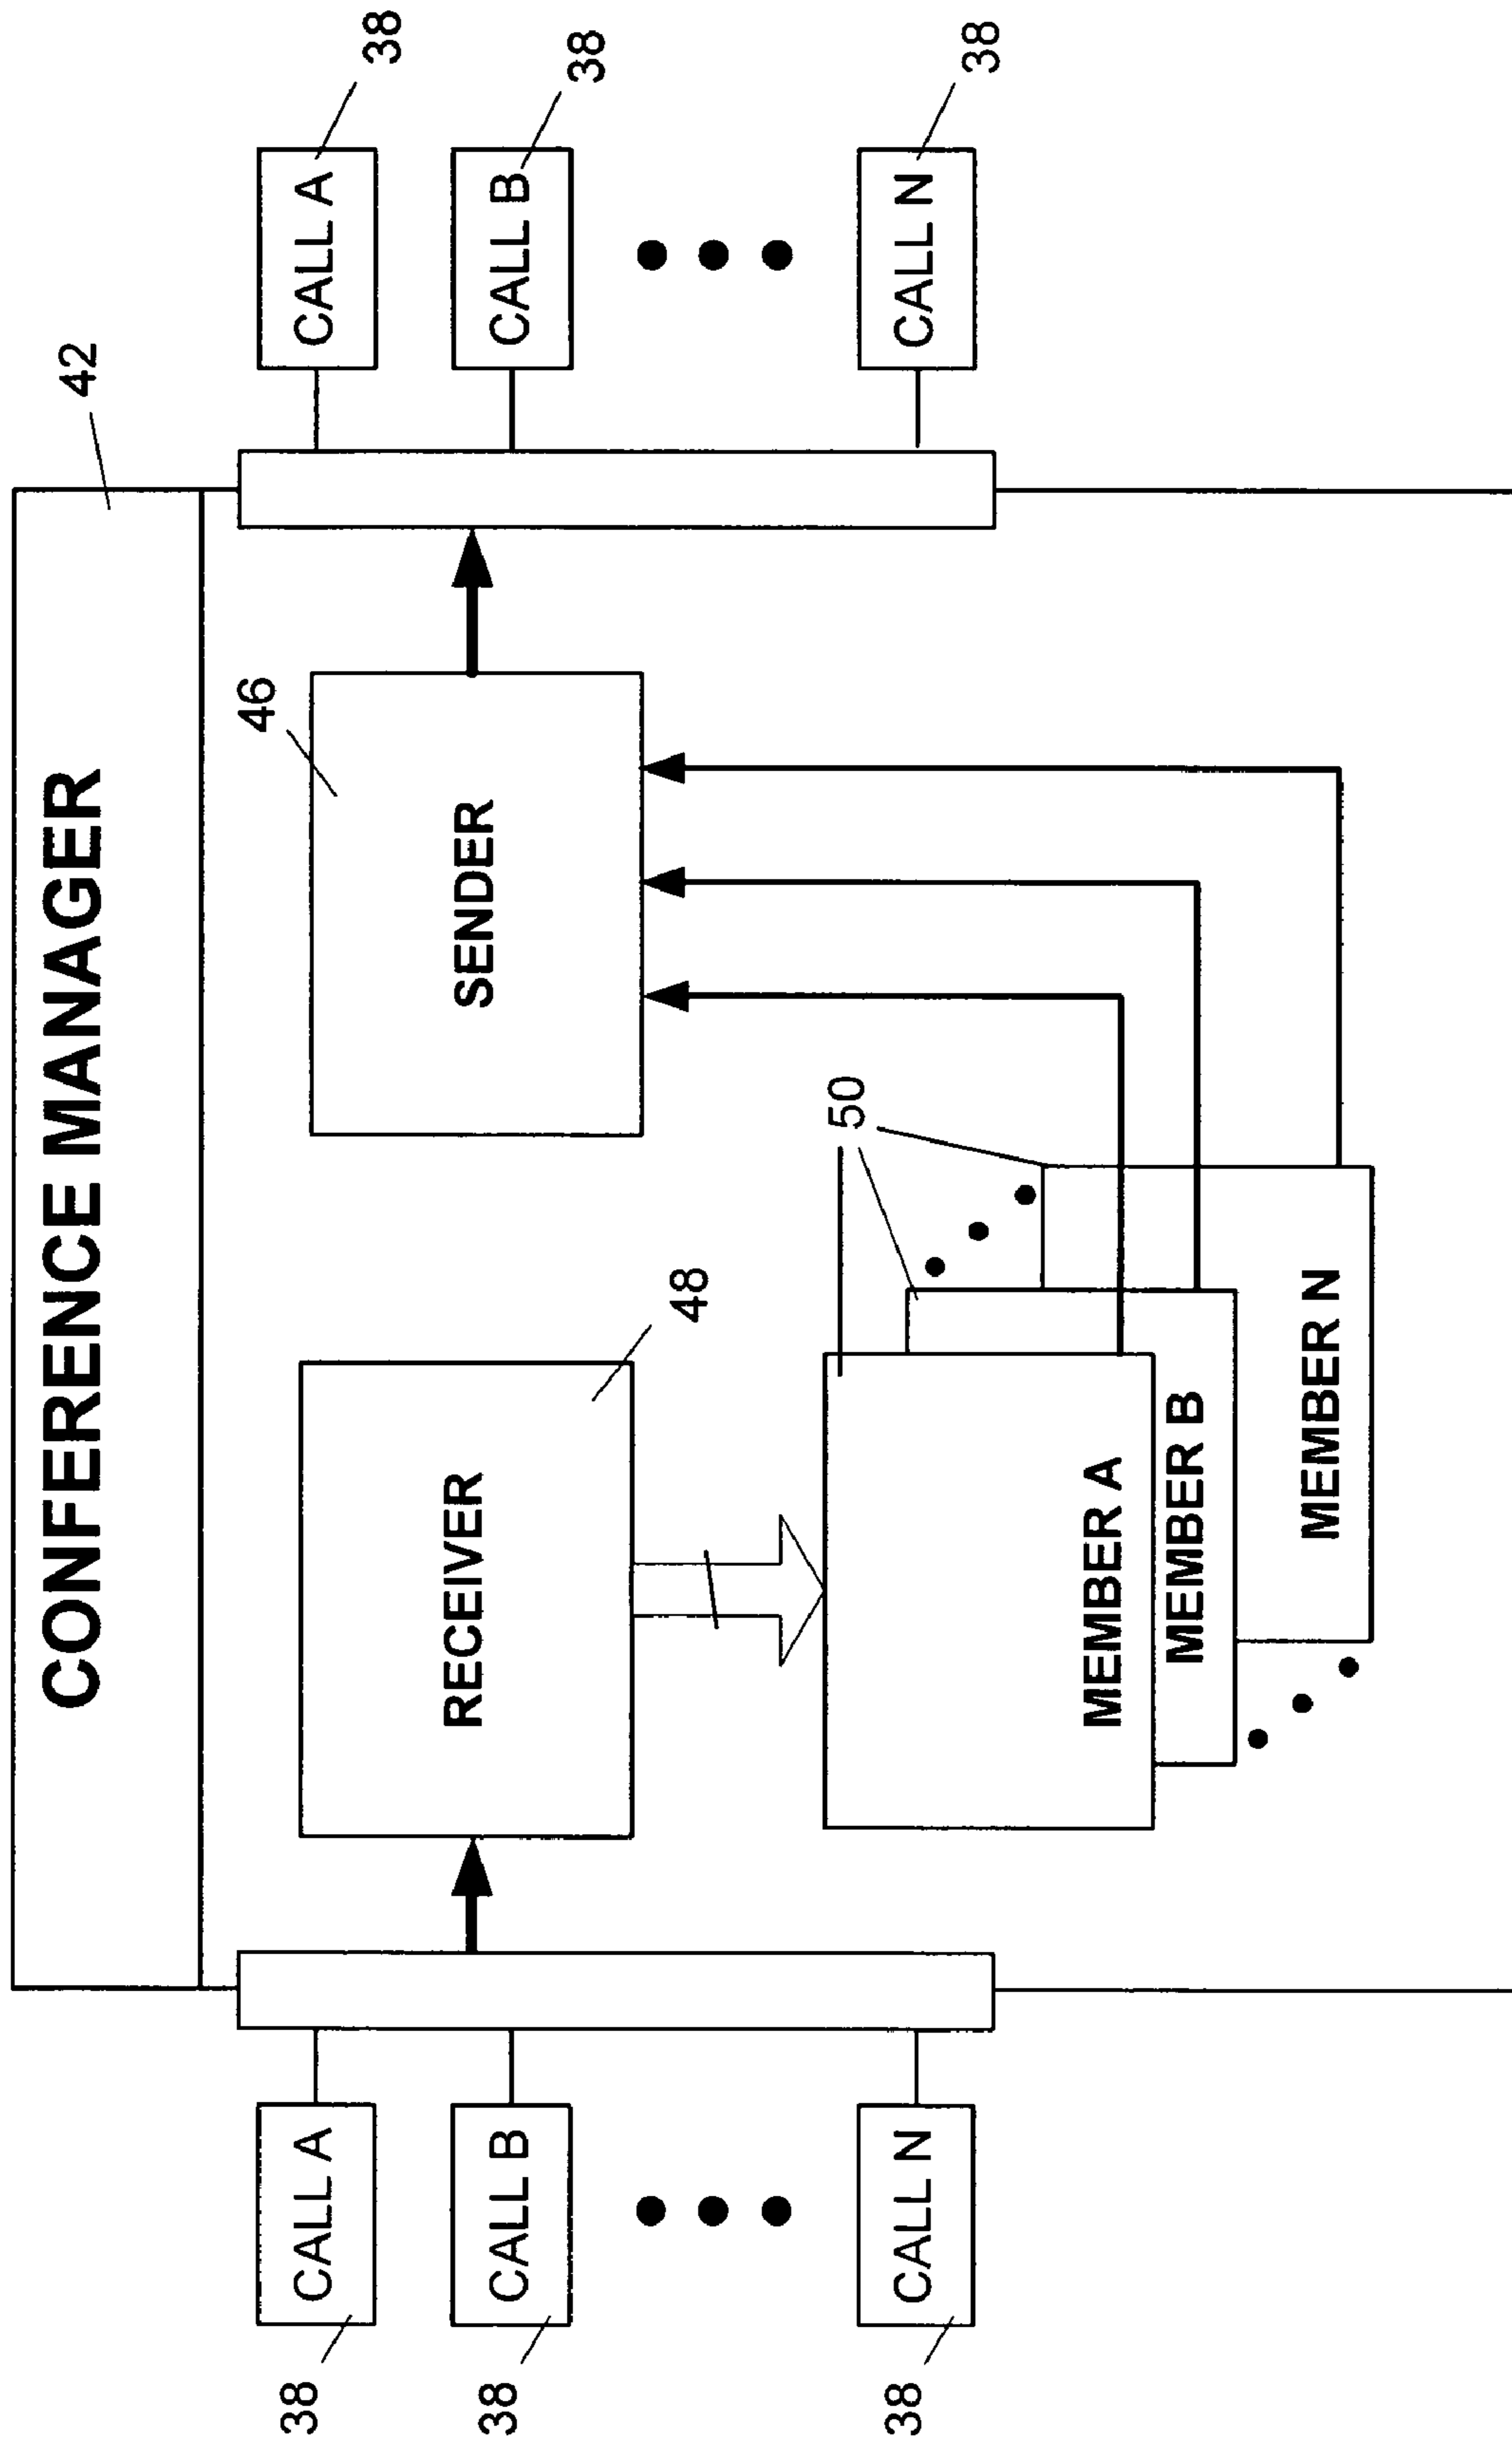 CONFERENCE MANAGER
42
38
CALL A
38
CALL B
38
CALL N
RECEIVER
48
SENDER
46
MEMBER A
MEMBER B
MEMBER N
50
CALL A
38
CALL B
38
CALL N
38